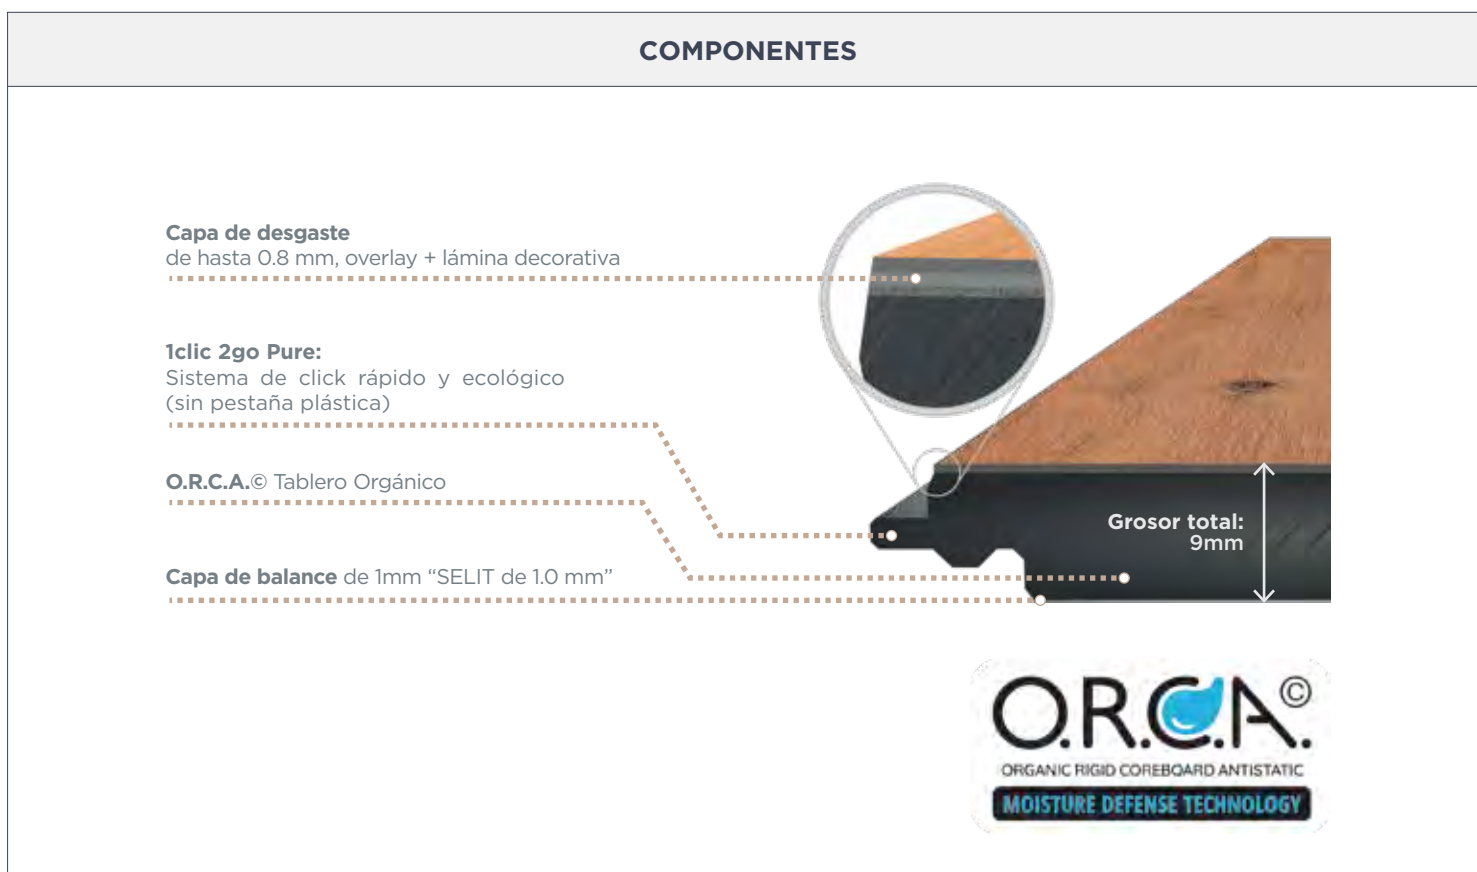 COMPONENTES
Capa de desgaste
de hasta 0.8 mm, overlay + lámina decorativa
1clic 2go Pure:
Sistema de click rápido y ecológico
(sin pestaña plástica)
O.R.C.A.© Tablero Orgánico
Capa de balance de 1mm “SELIT de 1.0 mm”
Grosor total:
9mm
O.R.C.A.©
ORGANIC RIGID COREBOARD ANTISTATIC
MOISTURE DEFENSE TECHNOLOGY